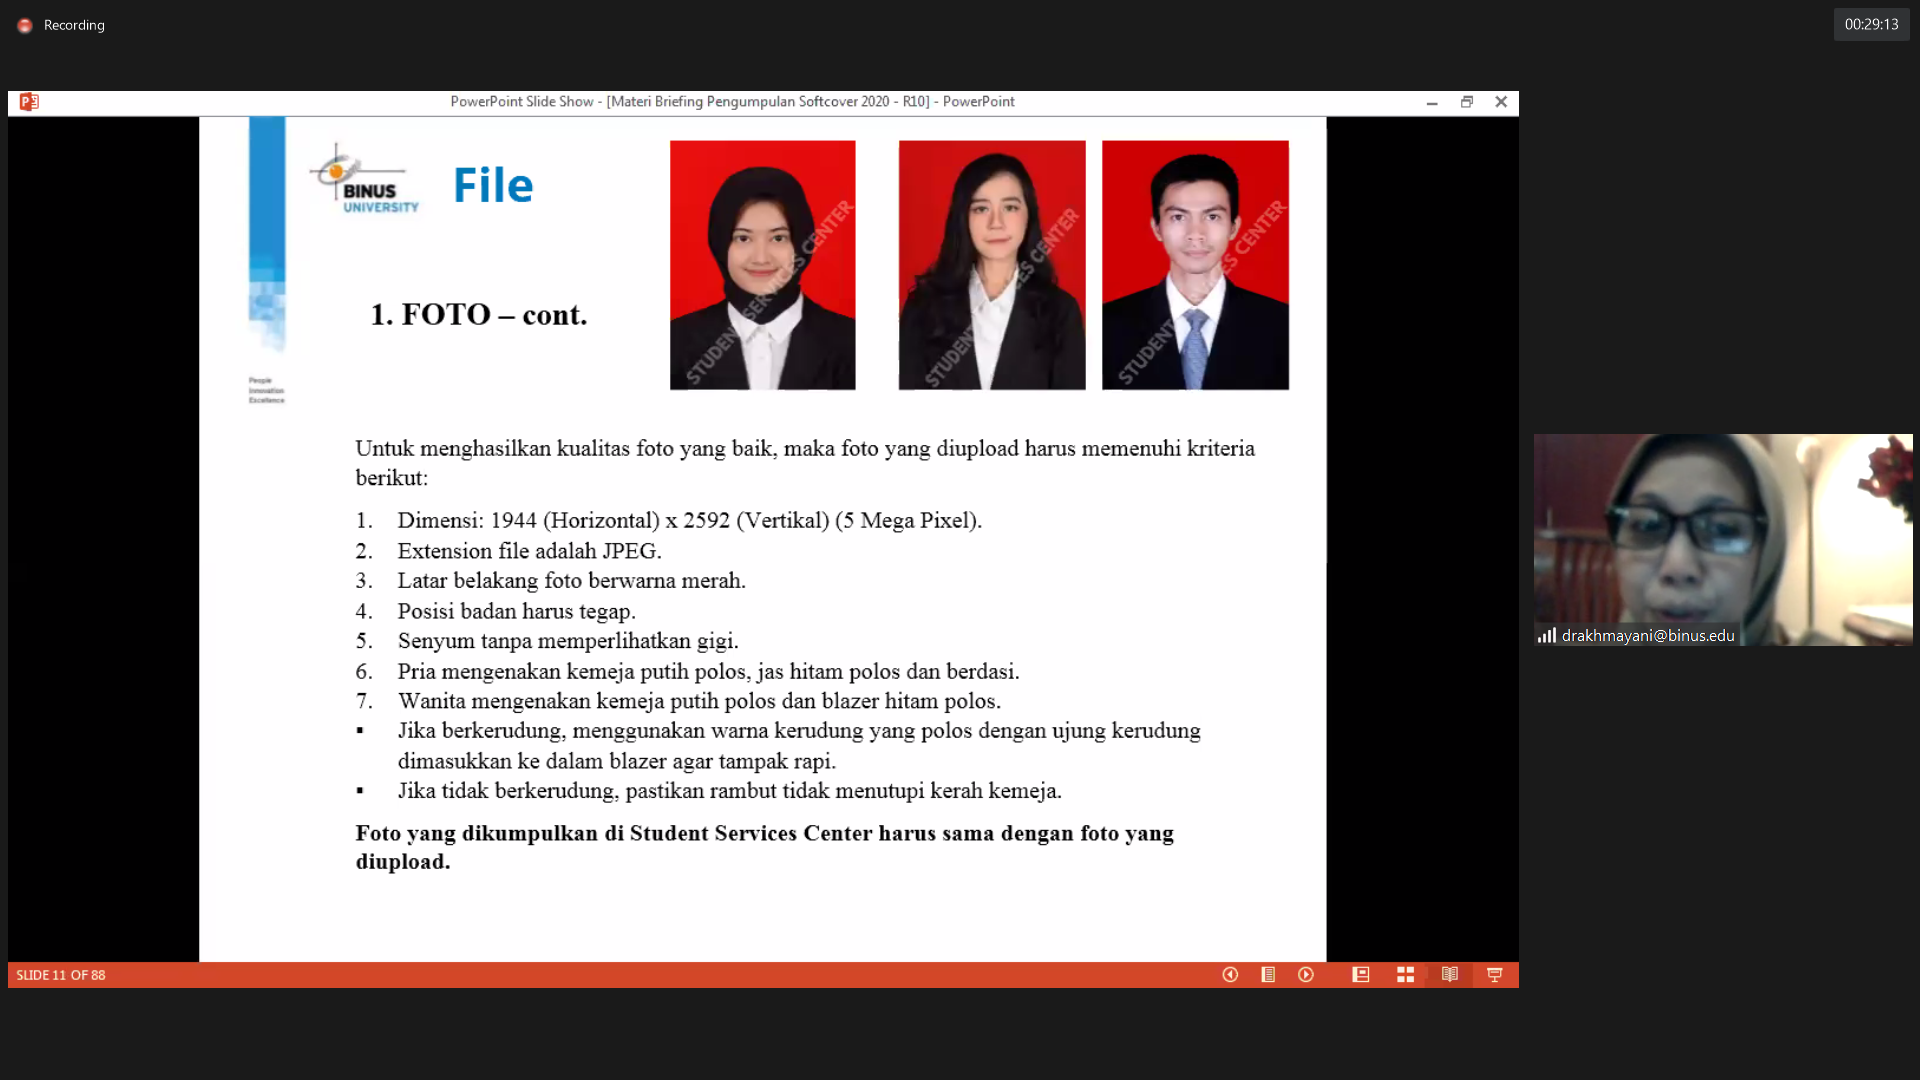 Recording
00:29:13
PowerPoint Slide Show - [Materi Briefing Pengumpulan Softcover 2020 - R10] - PowerPoint
BINUS
UNIVERSITY
File
1. FOTO – cont.
STUDENT SERVICES CENTER
STUDENT CES CENTER
STUDENT ES CENTER
People
Innovation
Excellence
Untuk menghasilkan kualitas foto yang baik, maka foto yang diupload harus memenuhi kriteria
berikut:
1. Dimensi: 1944 (Horizontal) x 2592 (Vertikal) (5 Mega Pixel).
2. Extension file adalah JPEG.
3. Latar belakang foto berwarna merah.
4. Posisi badan harus tegap.
5. Senyum tanpa memperlihatkan gigi.
6. Pria mengenakan kemeja putih polos, jas hitam polos dan berdasi.
7. Wanita mengenakan kemeja putih polos dan blazer hitam polos.
▪ Jika berkerudung, menggunakan warna kerudung yang polos dengan ujung kerudung
dimasukkan ke dalam blazer agar tampak rapi.
▪ Jika tidak berkerudung, pastikan rambut tidak menutupi kerah kemeja.
Foto yang dikumpulkan di Student Services Center harus sama dengan foto yang
diupload.
drakhmayani@binus.edu
SLIDE 11 OF 88